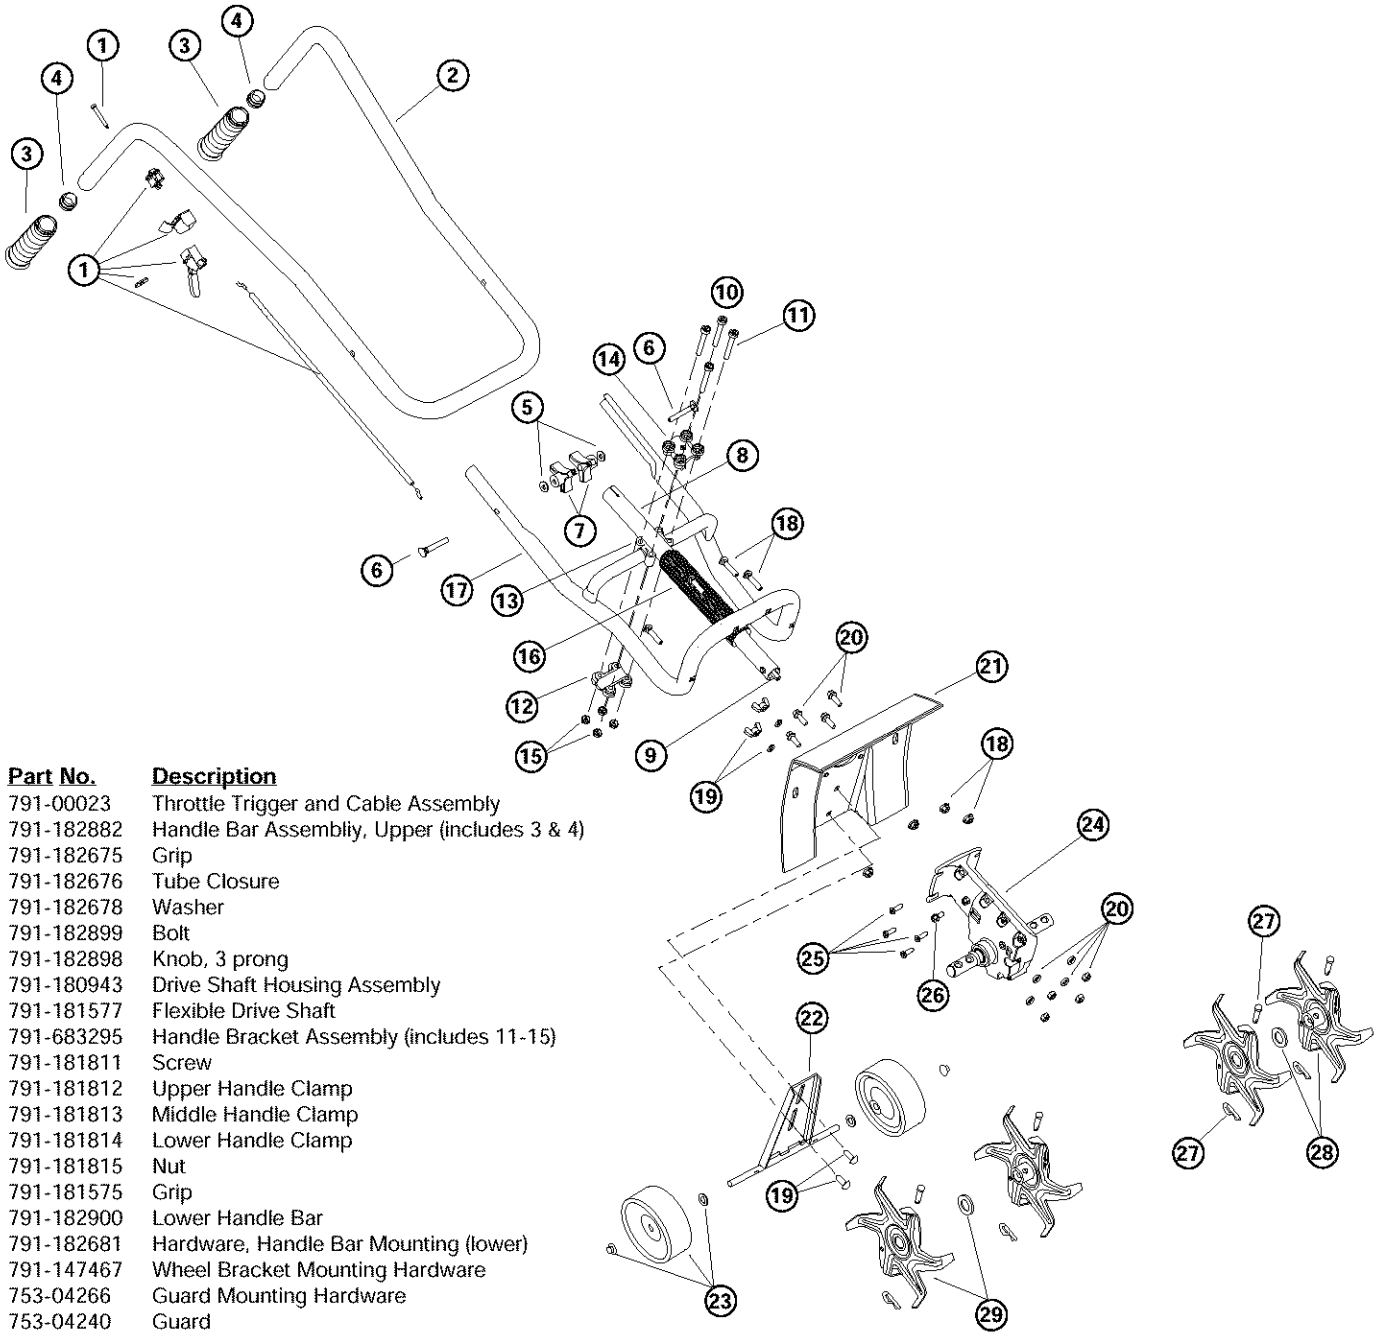 4
1
3
2
4
3
1
10
11
6
14
5
8
7
18
6
13
17
16
20
21
12
9
15
19
18
24
20
27
25
26
22
27
28
19
23
29
Part No. Description
791-00023 Throttle Trigger and Cable Assembly
791-182882 Handle Bar Assembliy, Upper (includes 3 & 4)
791-182675 Grip
791-182676 Tube Closure
791-182678 Washer
791-182899 Bolt
791-182898 Knob, 3 prong
791-180943 Drive Shaft Housing Assembly
791-181577 Flexible Drive Shaft
791-683295 Handle Bracket Assembly (includes 11-15)
791-181811 Screw
791-181812 Upper Handle Clamp
791-181813 Middle Handle Clamp
791-181814 Lower Handle Clamp
791-181815 Nut
791-181575 Grip
791-182900 Lower Handle Bar
791-182681 Hardware, Handle Bar Mounting (lower)
791-147467 Wheel Bracket Mounting Hardware
753-04266 Guard Mounting Hardware
753-04240 Guard